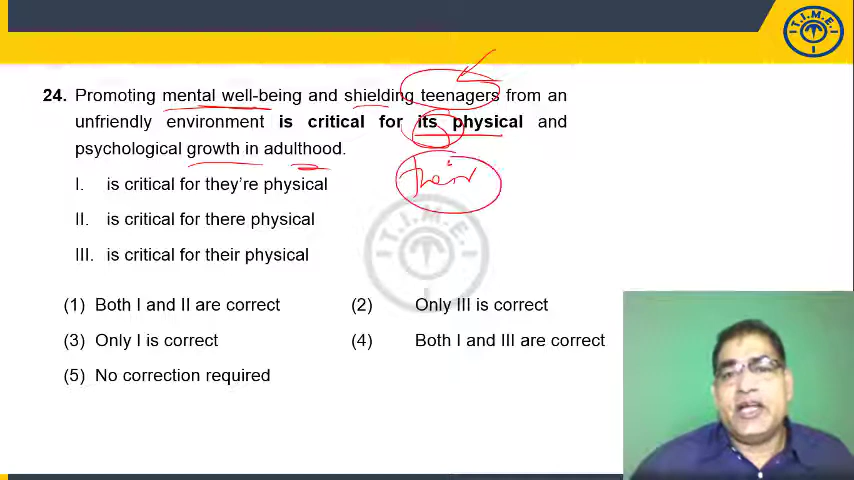 I T.I.M.E I
24. Promoting mental well-being and shielding teenagers from an
unfriendly environment is critical for its physical and
psychological growth in adulthood.
their
I. is critical for they're physical
II. is critical for there physical
III. is critical for their physical
I T.I.M.E I
(1) Both I and II are correct (2) Only III is correct
(3) Only I is correct (4) Both I and III are correct
(5) No correction required